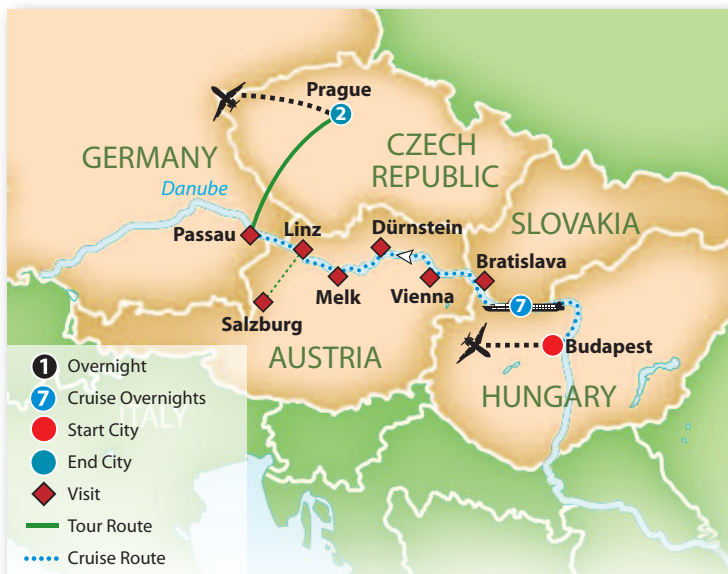 Prague
2
CZECH
REPUBLIC
GERMANY
Danube
SLOVAKIA
Passau
Linz
Dürnstein
Bratislava
Melk
Vienna
Salzburg
7
Budapest
AUSTRIA
HUNGARY
ITALY
1 Overnight
7 Cruise Overnights
Start City
End City
Visit
Tour Route
Cruise Route